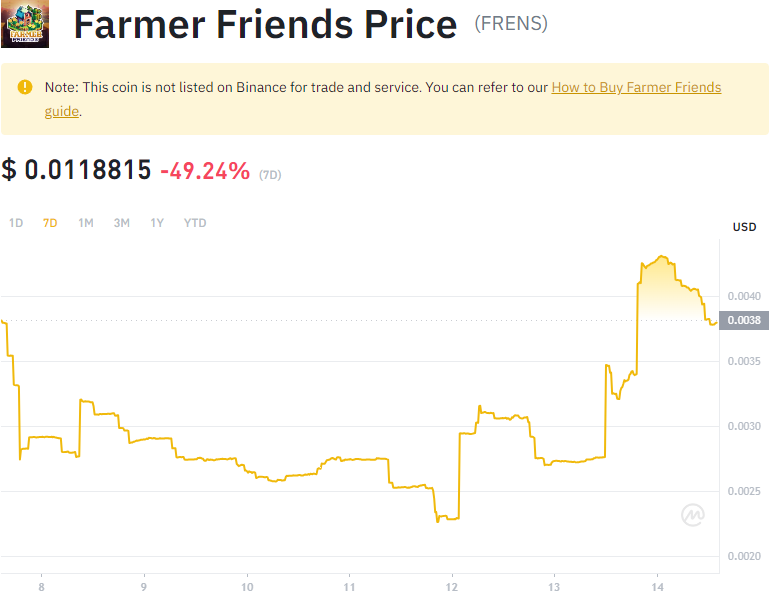 Farmer Friends Price (FRENS)
Note: This coin is not listed on Binance for trade and service. You can refer to our How to Buy Farmer Friends
guide.
$ 0.0118815 -49.24% (7D)
1D 7D 1M 3M 1Y YTD
USD
0.0040
0.0038
0.0035
0.0030
0.0025
0.0020
8 9 10 11 12 13 14